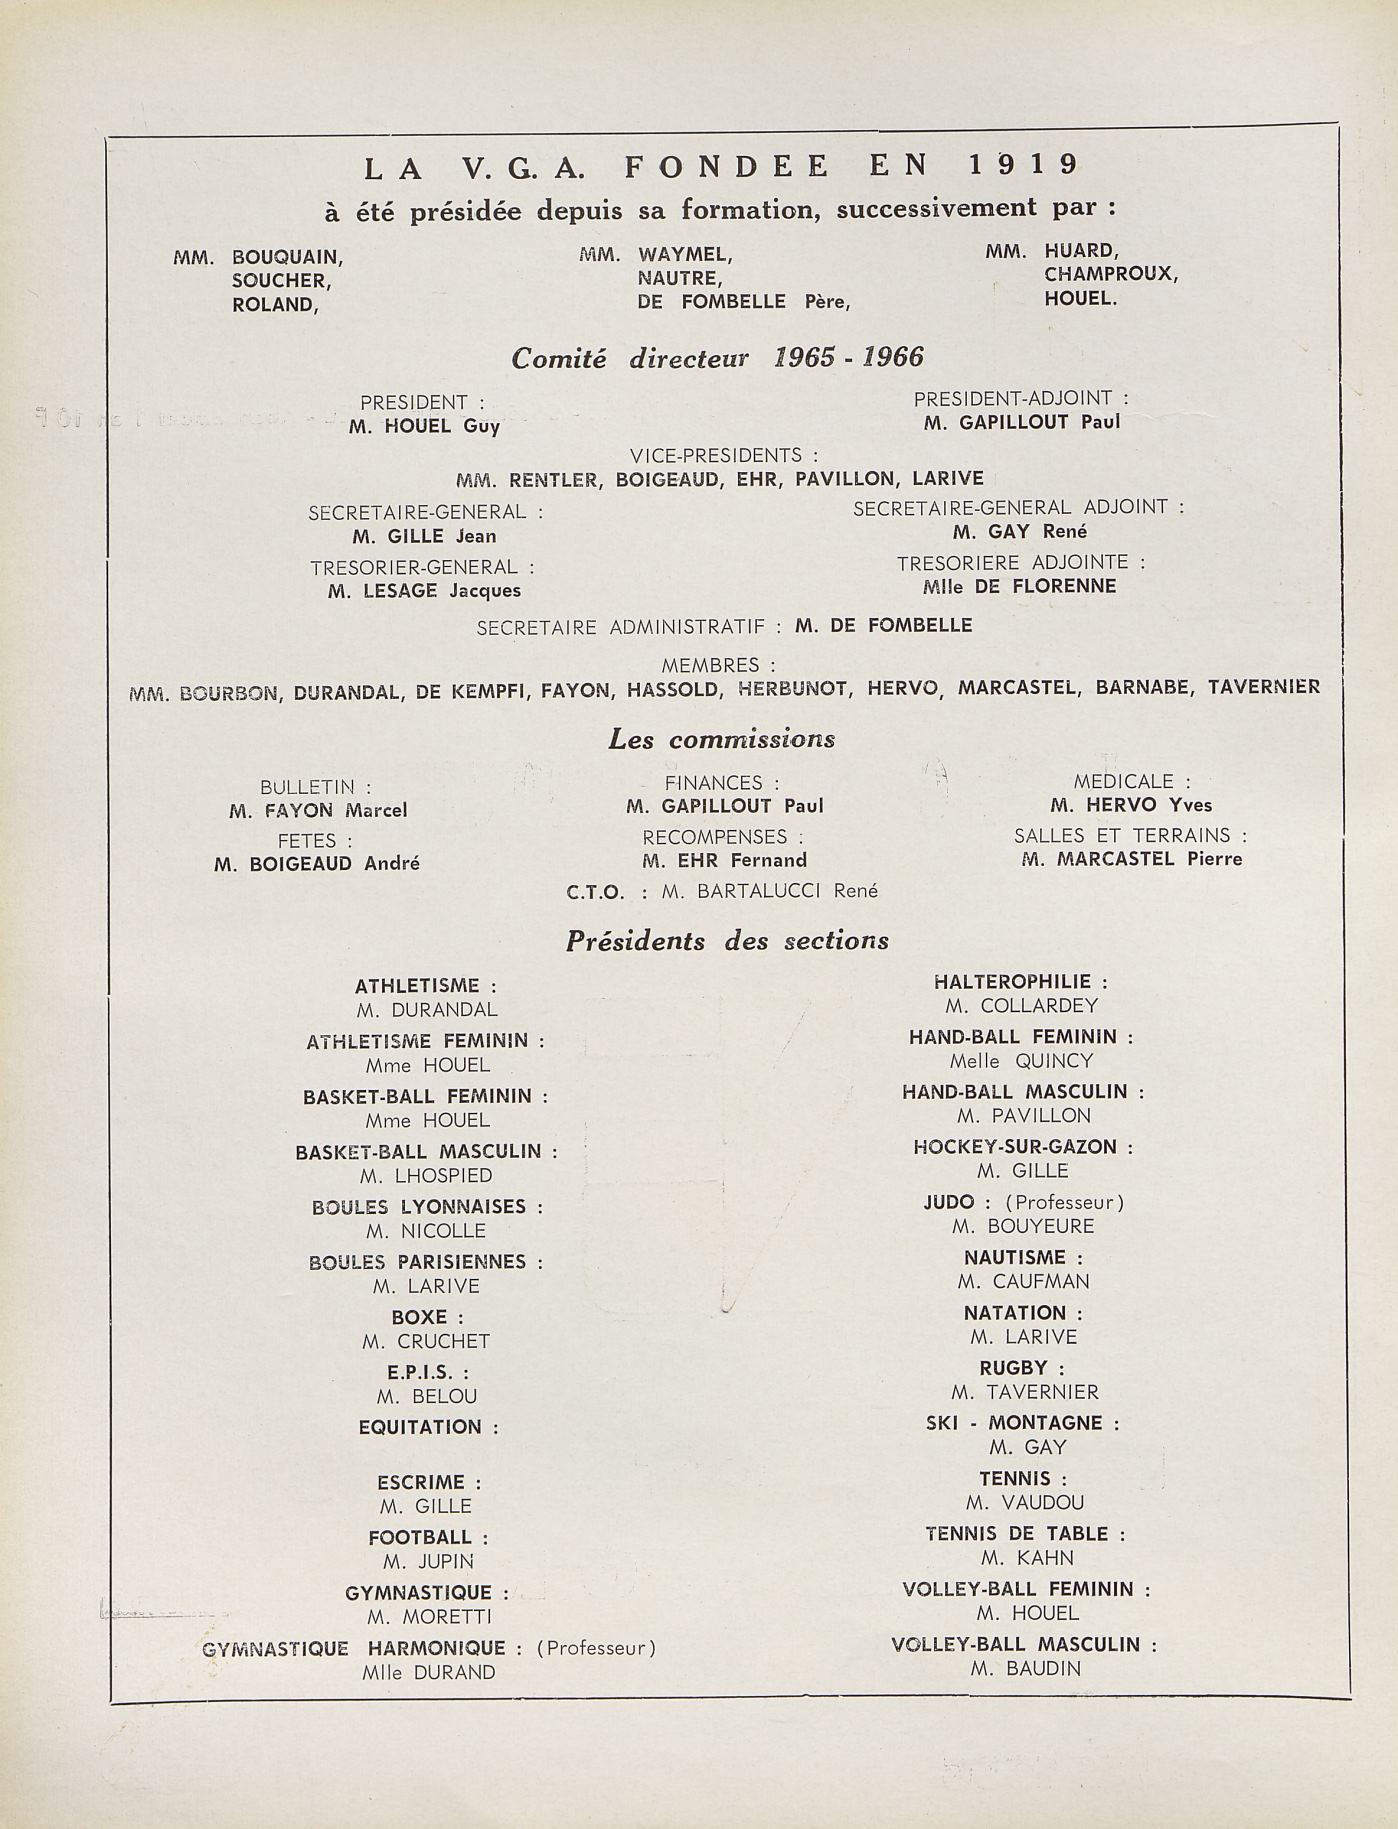 LA V.G.A. FONDEE EN 1919
à été présidée depuis sa formation, successivement par :
MM. BOUQUAIN,
SOUCHER,
ROLAND,
MM. WAYMEL,
NAUTRE,
DE FOMBELLE Père,
MM. HUARD,
CHAMPROUX,
HOUEL.
Comité directeur 1965 - 1966
PRESIDENT :
M. HOUEL Guy
PRESIDENT-ADJOINT :
M. GAPILLOUT Paul
VICE-PRESIDENTS :
MM. RENTLER, BOIGEAUD, EHR, PAVILLON, LARIVE
SECRETAIRE-GENERAL :
M. GILLE Jean
SECRETAIRE-GENERAL ADJOINT :
M. GAY René
TRESORIER-GENERAL :
M. LESAGE Jacques
TRESORIERE ADJOINTE :
Mlle DE FLORENNE
SECRETAIRE ADMINISTRATIF : M. DE FOMBELLE
MEMBRES :
MM. BOURBON, DURANDAL, DE KEMPFI, FAYON, HASSOLD, HERBUNOT, HERVO, MARCASTEL, BARNABE, TAVERNIER
Les commissions
BULLETIN :
M. FAYON Marcel
FINANCES :
M. GAPILLOUT Paul
MEDICALE :
M. HERVO Yves
FETES :
M. BOIGEAUD André
RECOMPENSES :
M. EHR Fernand
SALLES ET TERRAINS :
M. MARCASTEL Pierre
C.T.O. : M. BARTALUCCI René
Présidents des sections
ATHLETISME :
M. DURANDAL
ATHLETISME FEMININ :
Mme HOUEL
BASKET-BALL FEMININ :
Mme HOUEL
BASKET-BALL MASCULIN :
M. LHOSPIED
BOULES LYONNAISES :
M. NICOLLE
BOULES PARISIENNES :
M. LARIVE
BOXE :
M. CRUCHET
E.P.I.S. :
M. BELOU
EQUITATION :
ESCRIME :
M. GILLE
FOOTBALL :
M. JUPIN
GYMNASTIQUE :
M. MORETTI
GYMNASTIQUE HARMONIQUE : (Professeur)
Mlle DURAND
HALTEROPHILIE :
M. COLLARDEY
HAND-BALL FEMININ :
Melle QUINCY
HAND-BALL MASCULIN :
M. PAVILLON
HOCKEY-SUR-GAZON :
M. GILLE
JUDO : (Professeur)
M. BOUYEURE
NAUTISME :
M. CAUFMAN
NATATION :
M. LARIVE
RUGBY :
M. TAVERNIER
SKI - MONTAGNE :
M. GAY
TENNIS :
M. VAUDOU
TENNIS DE TABLE :
M. KAHN
VOLLEY-BALL FEMININ :
M. HOUEL
VOLLEY-BALL MASCULIN :
M. BAUDIN